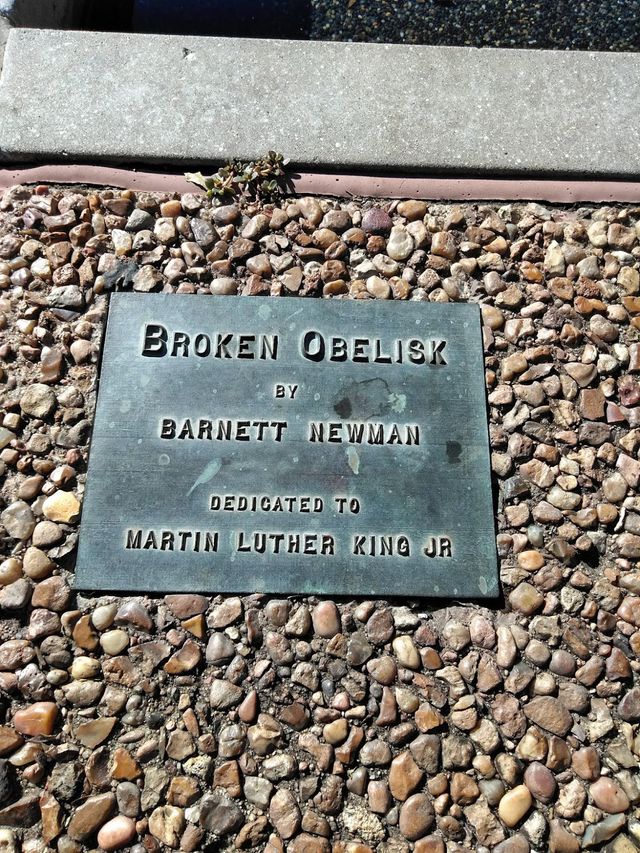 BROKEN OBELISK
BY
BARNETT NEWMAN
DEDICATED TO
MARTIN LUTHER KING JR